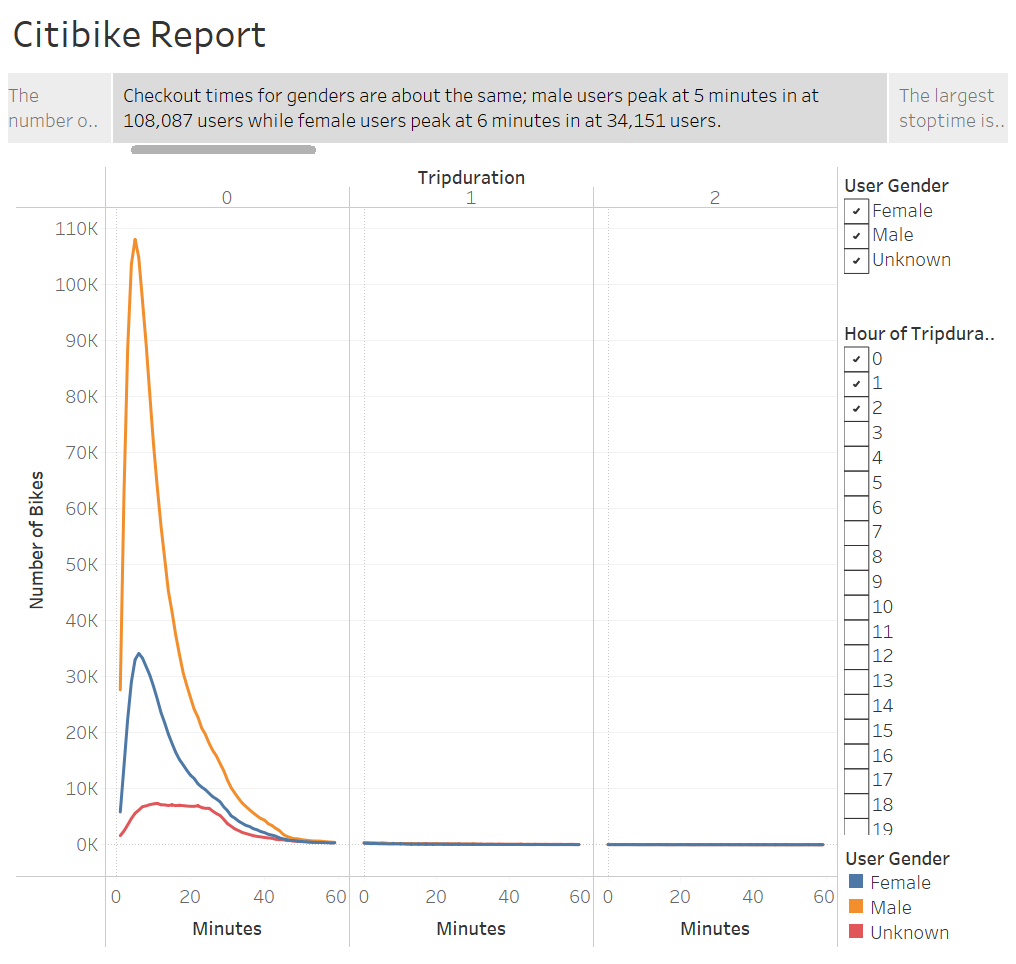 Citibike Report
The
number o..
Checkout times for genders are about the same; male users peak at 5 minutes in at
108,087 users while female users peak at 6 minutes in at 34,151 users.
The largest
stoptime is..
Tripduration
0
1
2
110K
100K
90K
80K
70K
60K
50K
40K
30K
20K
10K
0K
Number of Bikes
0
20
40
60
0
20
40
60
0
20
40
60
Minutes
Minutes
Minutes
User Gender
Female
Male
Unknown
Hour of Tripdura..
0
1
2
3
4
5
6
7
8
9
10
11
12
13
14
15
16
17
18
19
User Gender
Female
Male
Unknown